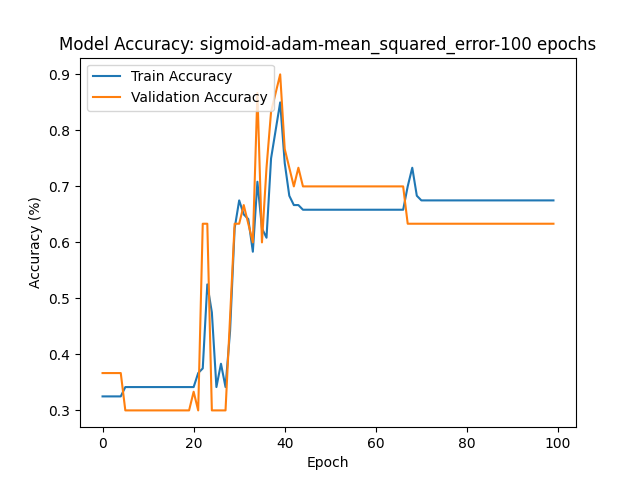 Model Accuracy: sigmoid-adam-mean_squared_error-100 epochs
Train Accuracy
Validation Accuracy
Accuracy (%)
0.9
0.8
0.7
0.6
0.5
0.4
0.3
0 20 40 60 80 100
Epoch